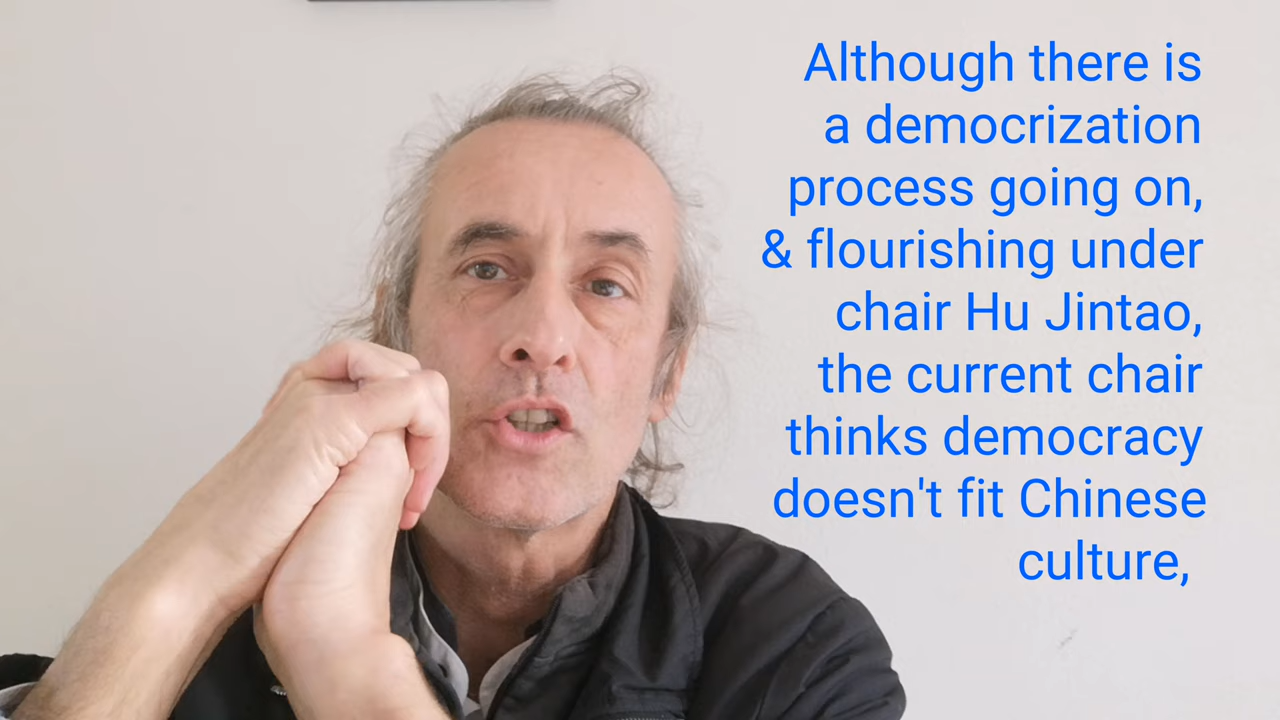 Although there is
a democrization
process going on,
& flourishing under
chair Hu Jintao,
the current chair
thinks democracy
doesn't fit Chinese
culture,